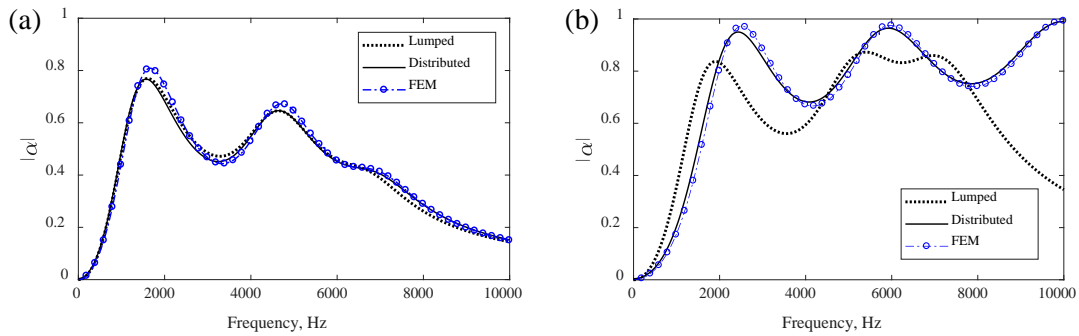 (a)
1
0.8
0.6
0.4
0.2
0
|α|
Lumped
Distributed
FEM
0 2000 4000 6000 8000 10000
Frequency, Hz
(b)
1
0.8
0.6
0.4
0.2
0
|α|
Lumped
Distributed
FEM
0 2000 4000 6000 8000 10000
Frequency, Hz